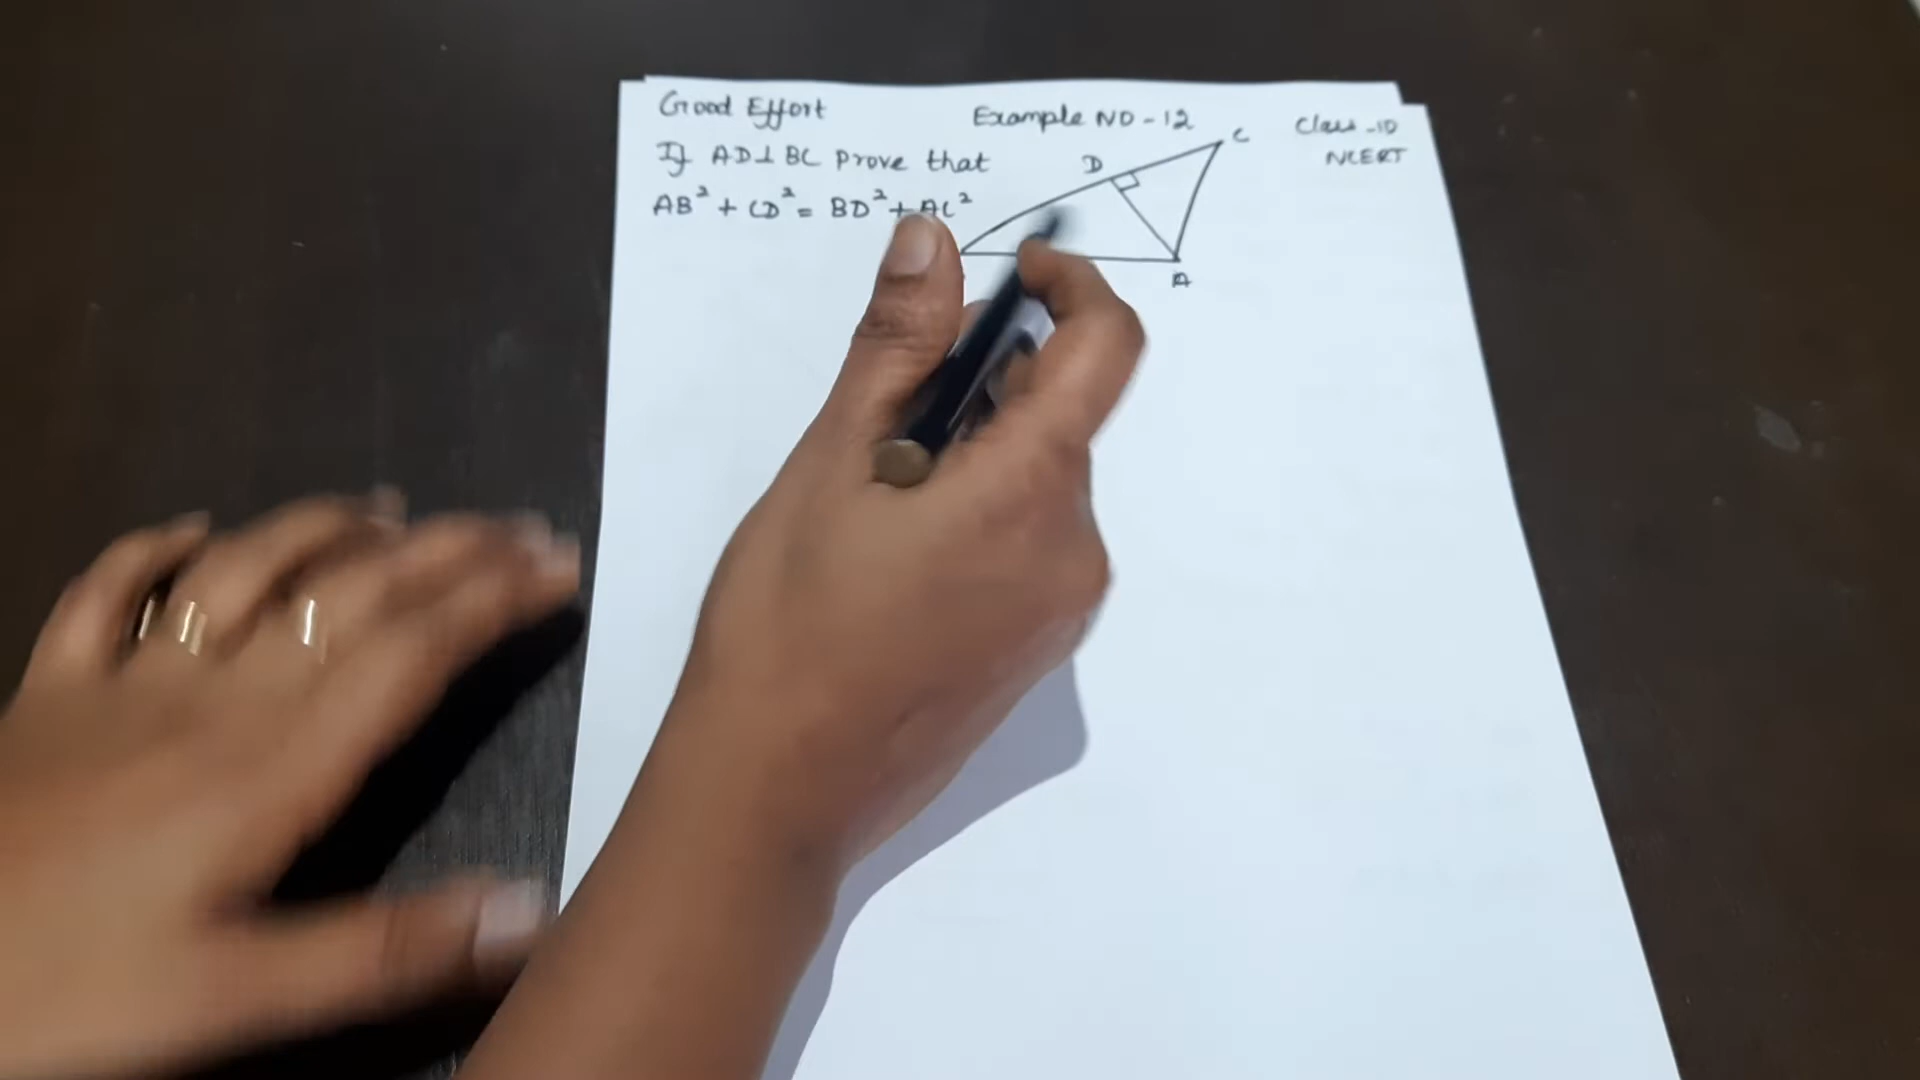 Good Effort
Example NO - 12
Class - 10
NCERT
If AD⊥BC Prove that
AB² + CD² = BD² + AC²
D
C
A